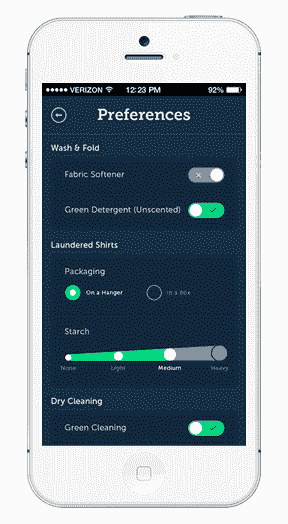 VERIZON 12:23 PM 92%
Preferences
Wash & Fold
Fabric Softener
Green Detergent (Unscented)
Laundered Shirts
Packaging
On a Hanger In a Box
Starch
None Light Medium Heavy
Dry Cleaning
Green Cleaning